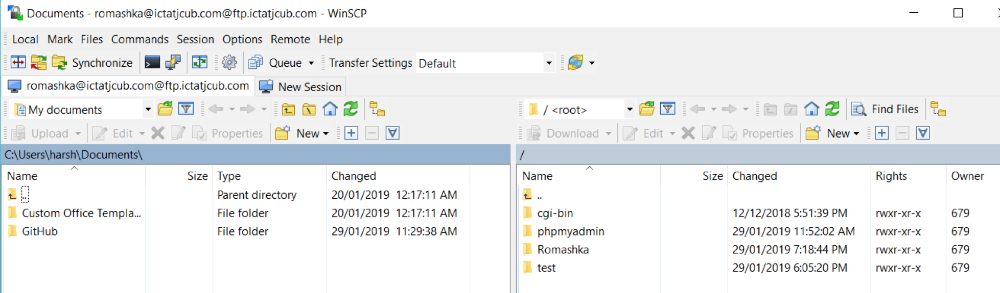 Documents - romashka@ictatjcub.com@ftp.ictatjcub.com - WinSCP
Local Mark Files Commands Session Options Remote Help
Synchronize Queue Transfer Settings Default
romashka@ictatjcub.com@ftp.ictatjcub.com New Session
My documents / <root> Find Files
Upload Edit Properties New Download Edit Properties New
C:\Users\harsh\Documents\ /
Name Size Type Changed Name Size Changed Rights Owner
.. Parent directory 20/01/2019 12:17:11 AM ..
Custom Office Templa... File folder 20/01/2019 12:17:11 AM cgi-bin 12/12/2018 5:51:39 PM rwxr-xr-x 679
GitHub File folder 29/01/2019 11:29:38 AM phpmyadmin 29/01/2019 11:52:02 AM rwxr-xr-x 679
Romashka 29/01/2019 7:18:44 PM rwxr-xr-x 679
test 29/01/2019 6:05:20 PM rwxr-xr-x 679